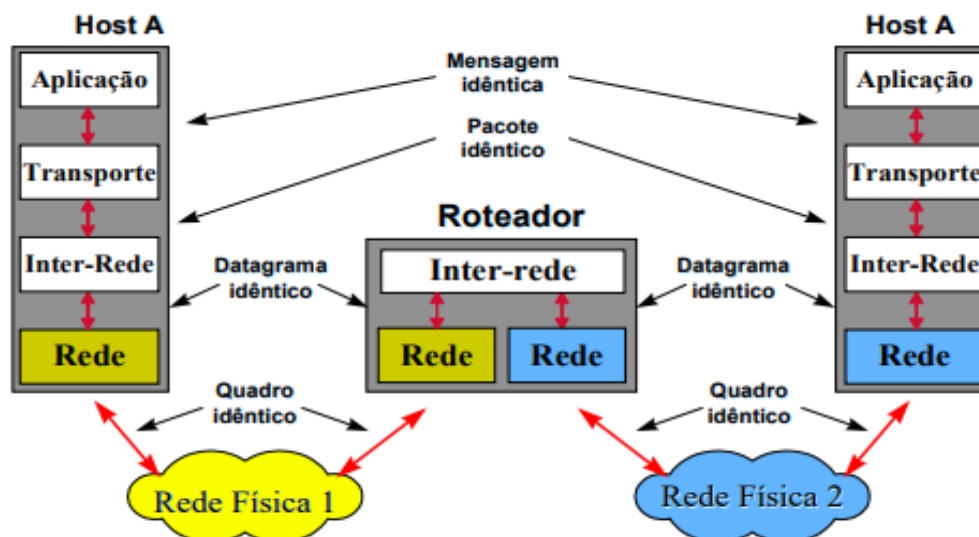 Host A
Host A
Aplicação
Mensagem
idêntica
Aplicação
Pacote
idêntico
Transporte
Transporte
Roteador
Inter-Rede
Datagrama
idêntico
Inter-rede
Datagrama
idêntico
Inter-Rede
Rede
Rede
Rede
Rede
Quadro
idêntico
Quadro
idêntico
Rede Física 1
Rede Física 2